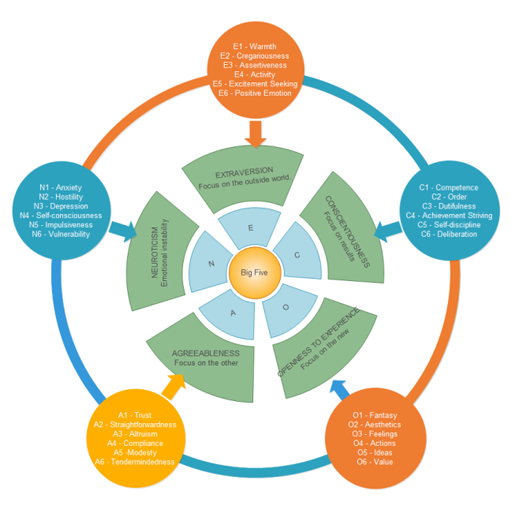 E1 - Warmth
E2 - Cregariousness
E3 - Assertiveness
E4 - Activity
E5 - Excitement Seeking
E6 - Positive Emotion
N1 - Anxiety
N2 - Hostility
N3 - Depression
N4 - Self-consciousness
N5 - Impulsiveness
N6 - Vulnerability
C1 - Competence
C2 - Order
C3 - Dutifulness
C4 - Achievement Striving
C5 - Self-discipline
C6 - Deliberation
EXTRAVERSION
Focus on the outside world.
CONSCIENTIOUSNESS
Focus on results
NEUROTICISM
Emotional instability
E
N
C
Big Five
A
O
AGREEABLENESS
Focus on the other
OPENNESS TO EXPERIENCE
Focus on the new
A1 - Trust
A2 - Straightforwardness
A3 - Altruism
A4 - Compliance
A5 -Modesty
A6 - Tendermindedness
O1 - Fantasy
O2 - Aesthetics
O3 - Feelings
O4 - Actions
O5 - Ideas
O6 - Value